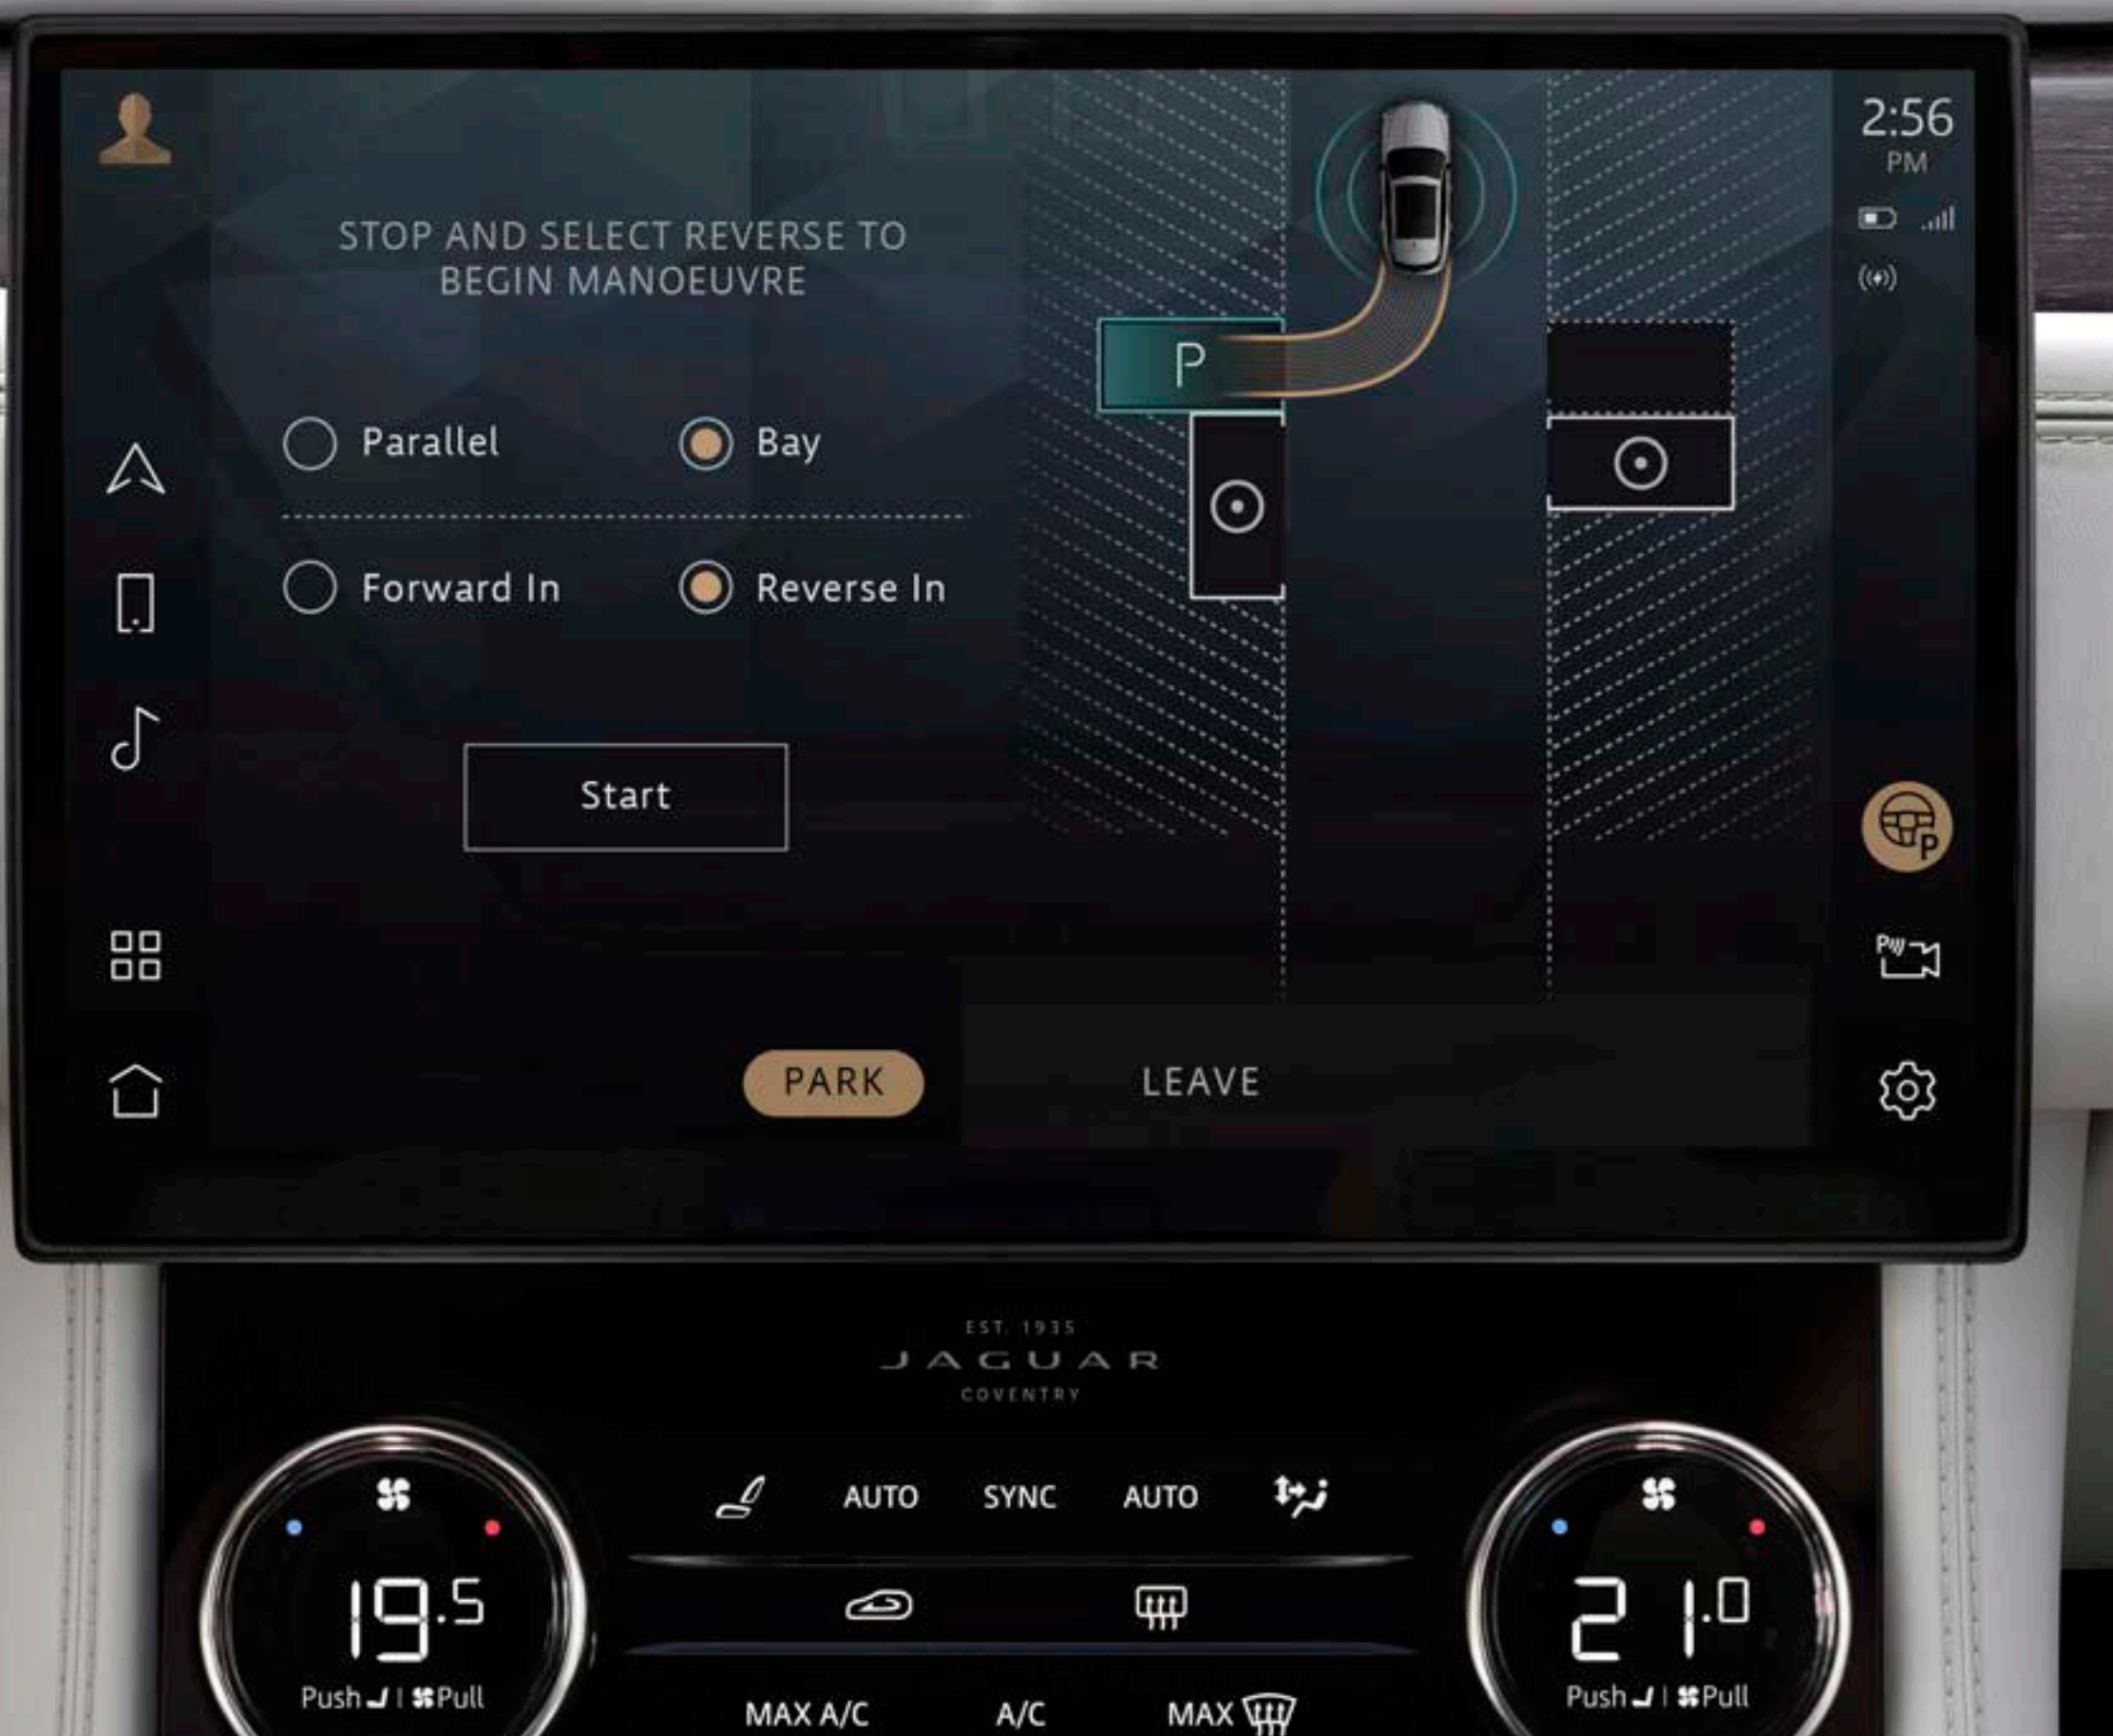 2:56
PM
STOP AND SELECT REVERSE TO
BEGIN MANOEUVRE
P
Parallel
Bay
Forward In
Reverse In
Start
P
P
PARK
LEAVE
EST. 1935
JAGUAR
COVENTRY
AUTO SYNC AUTO
19.5
21.0
Push | Pull
Push | Pull
MAX A/C A/C MAX